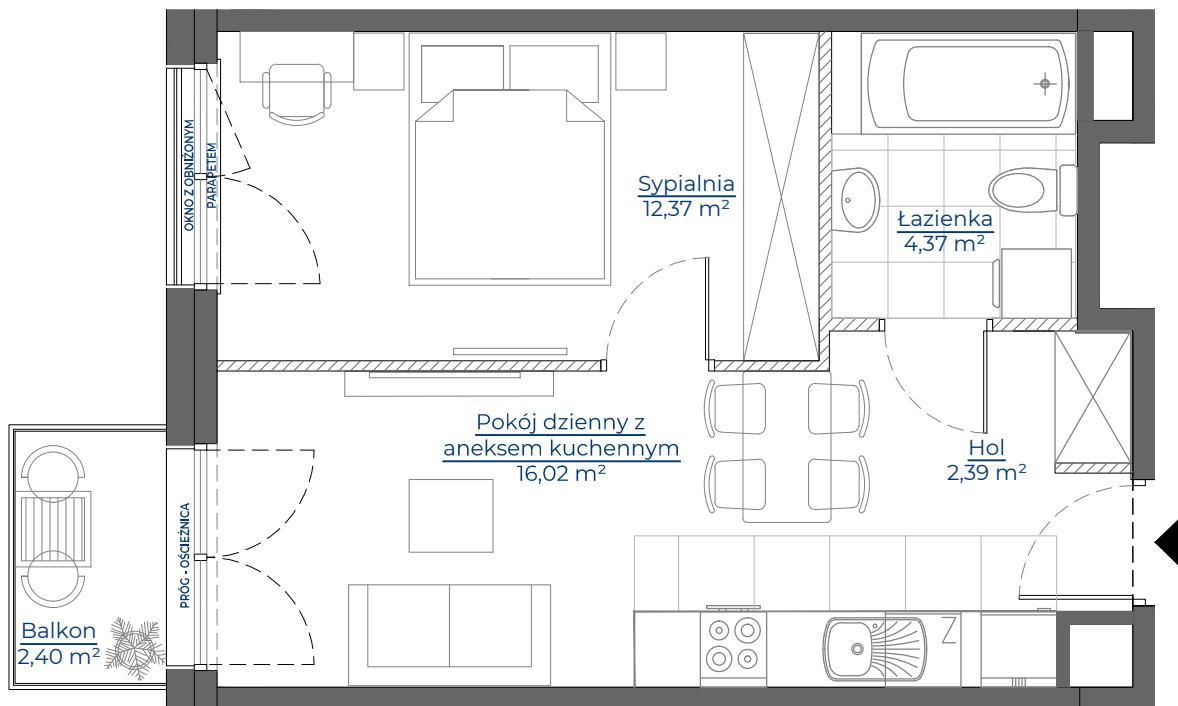 OKNO Z OBNIŻONYM
PARAPETEM
Sypialnia
12,37 m²
Łazienka
4,37 m²
Pokój dzienny z
aneksem kuchennym
16,02 m²
Hol
2,39 m²
PRÓG - OŚCIEŻNICA
Balkon
2,40 m²
Z